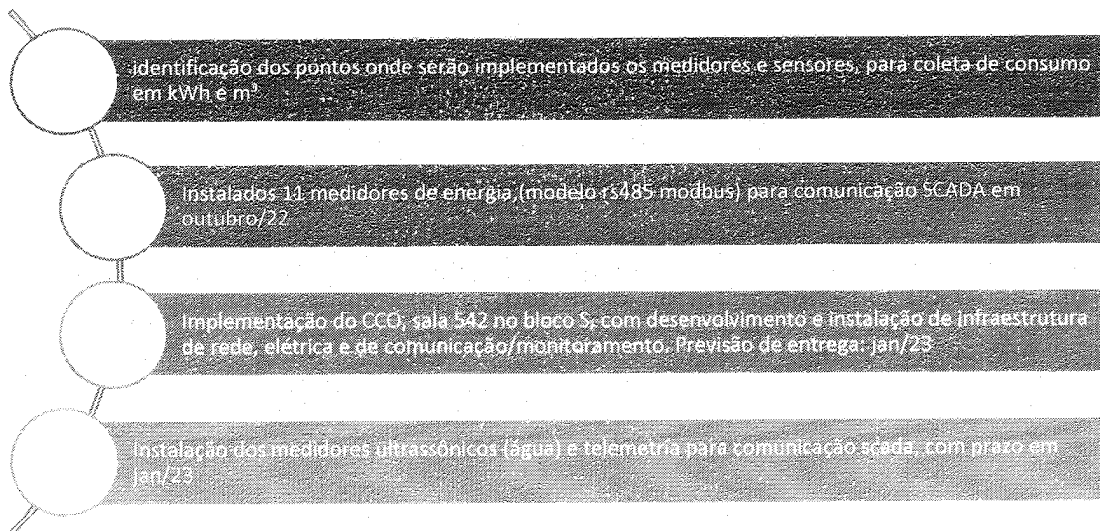 identificação dos pontos onde serão implementados os medidores e sensores, para coleta de consumo
em kWh e m³
Instalados 11 medidores de energia (modelo rs485 modbus) para comunicação SCADA em
outubro/22
Implementação do CCO, sala 542 no bloco S, com desenvolvimento e instalação de infraestrutura
de rede, elétrica e de comunicação/monitoramento. Previsão de entrega: jan/23
Instalação dos medidores ultrassônicos (água) e telemetria para comunicação scada, com prazo em
jan/23